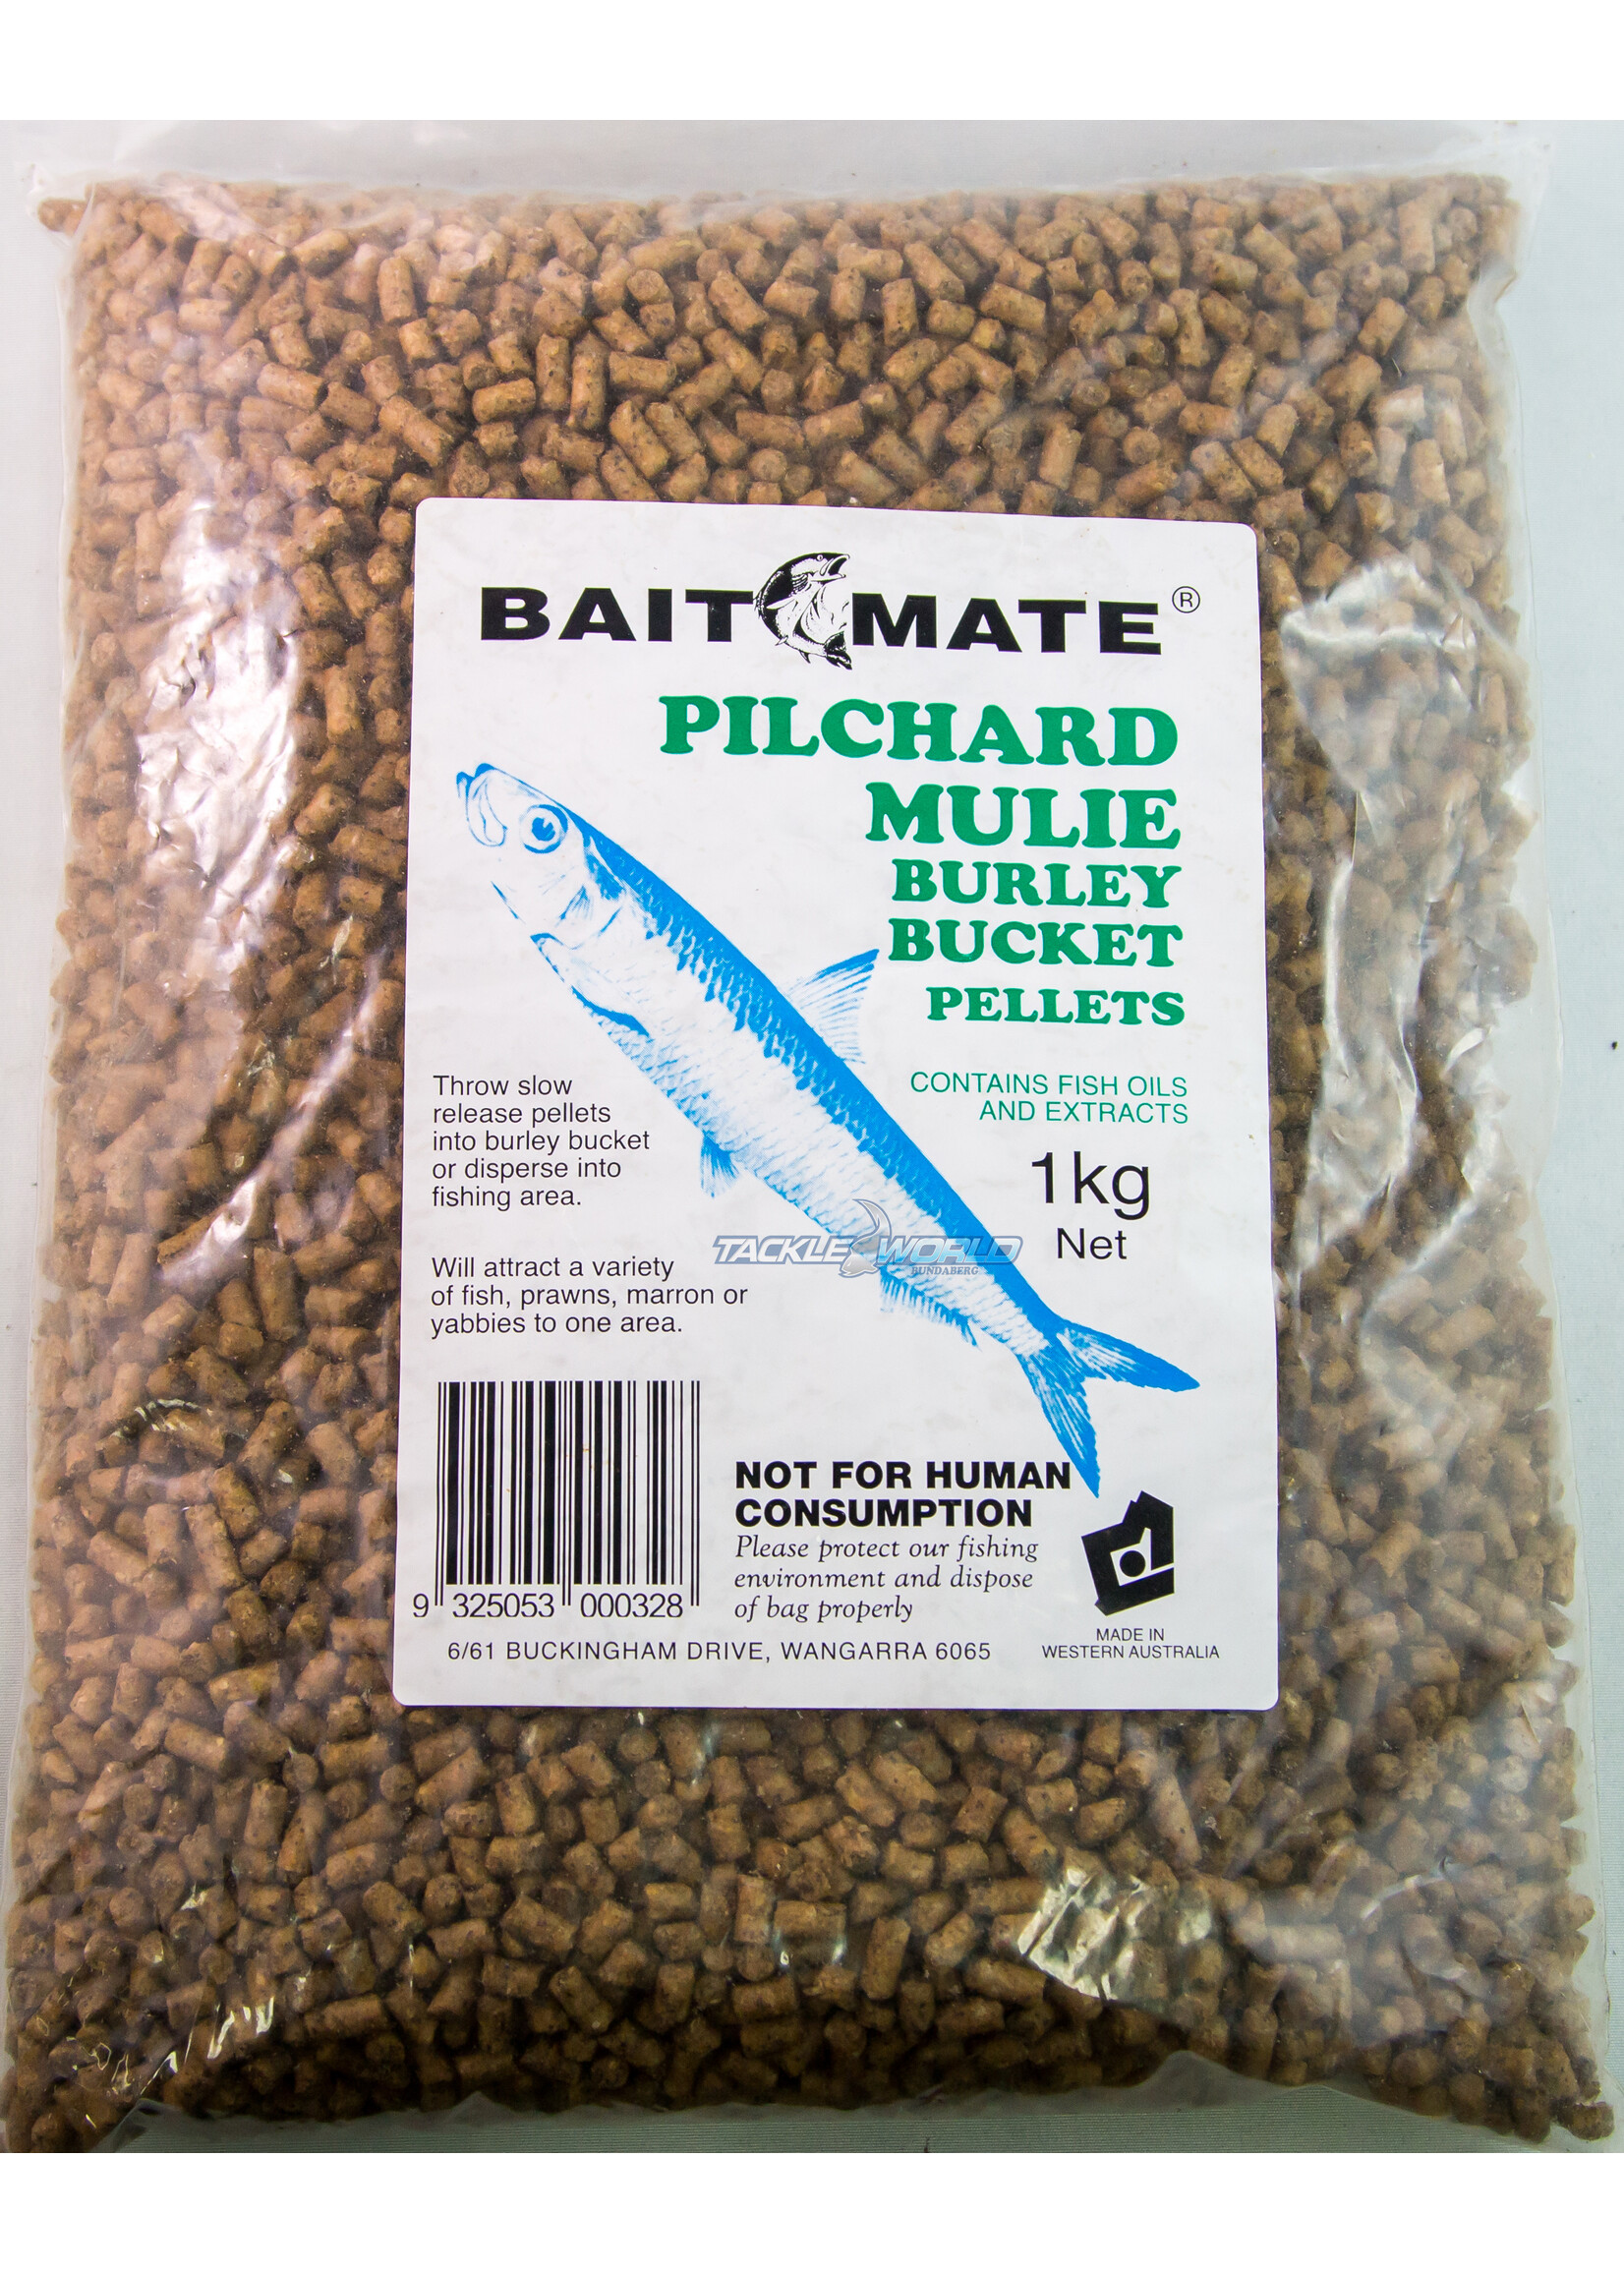 BAIT MATE ®
PILCHARD
MULIE
BURLEY
BUCKET
PELLETS
CONTAINS FISH OILS
AND EXTRACTS
1kg
Net
Throw slow
release pellets
into burley bucket
or disperse into
fishing area.
TACKLE WORLD
BUNDABERG
Will attract a variety
of fish, prawns, marron or
yabbies to one area.
NOT FOR HUMAN
CONSUMPTION
Please protect our fishing
environment and dispose
of bag properly
9 325053 000328
6/61 BUCKINGHAM DRIVE, WANGARRA 6065
MADE IN
WESTERN AUSTRALIA